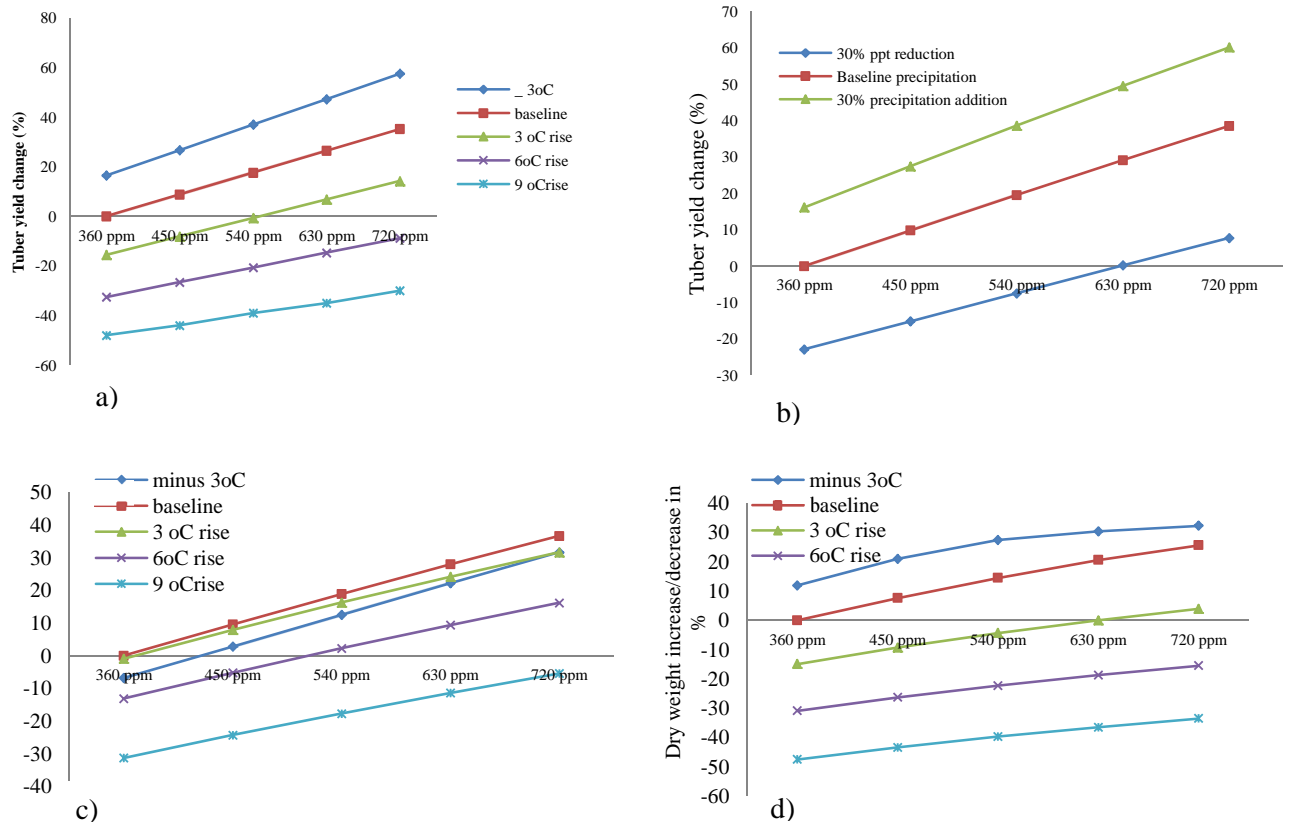 80
60
40
20
0
-20
-40
-60
Tuber yield change (%)
360 ppm
450 ppm
540 ppm
630 ppm
720 ppm
_ 3oC
baseline
3 oC rise
6oC rise
9 oCrise
a)
70
60
50
40
30
20
10
0
-10
-20
-30
Tuber yield change (%)
30% ppt reduction
Baseline precipitation
30% precipitation addition
360 ppm
450 ppm
540 ppm
630 ppm
720 ppm
b)
minus 3oC
baseline
3 oC rise
6oC rise
9 oCrise
50
40
30
20
10
0
-10
-20
-30
-40
360 ppm
450 ppm
540 ppm
630 ppm
720 ppm
c)
minus 3oC
baseline
3 oC rise
6oC rise
Dry weight increase/decrease in
%
40
30
20
10
0
-10
-20
-30
-40
-50
-60
360 ppm
450 ppm
540 ppm
630 ppm
720 ppm
d)